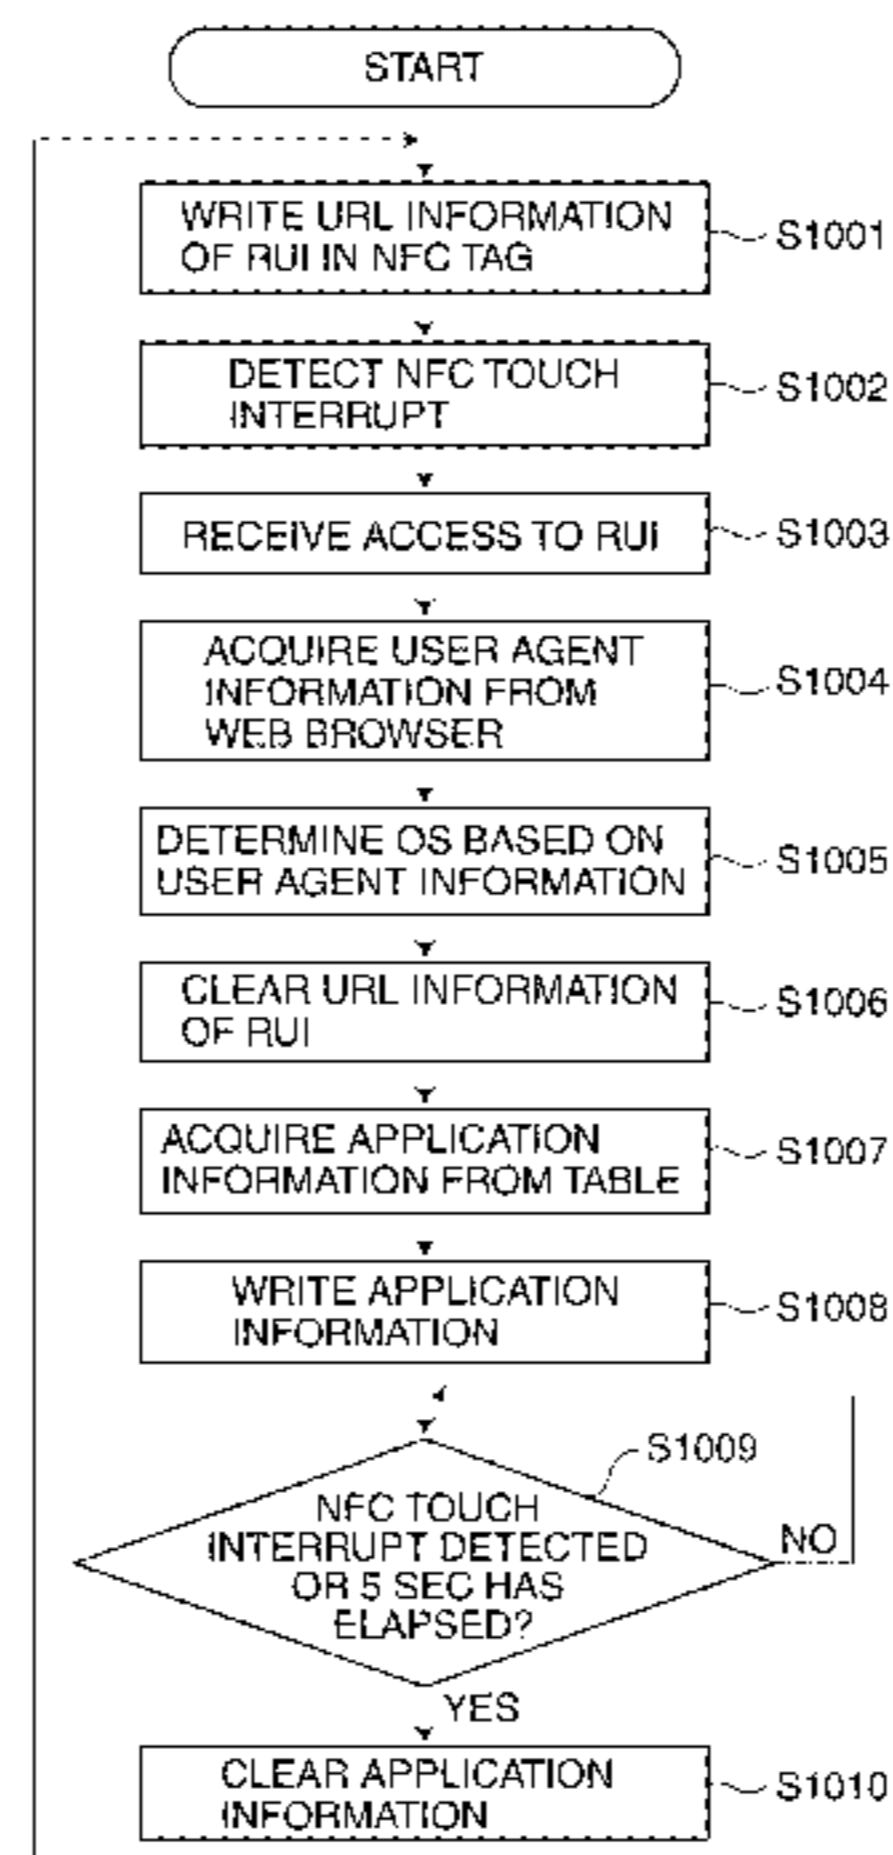 START
WRITE URL INFORMATION
OF RUI IN NFC TAG
S1001
DETECT NFC TOUCH
INTERRUPT
S1002
RECEIVE ACCESS TO RUI
S1003
ACQUIRE USER AGENT
INFORMATION FROM
WEB BROWSER
S1004
DETERMINE OS BASED ON
USER AGENT INFORMATION
S1005
CLEAR URL INFORMATION
OF RUI
S1006
ACQUIRE APPLICATION
INFORMATION FROM TABLE
S1007
WRITE APPLICATION
INFORMATION
S1008
S1009
NFC TOUCH
INTERRUPT DETECTED
OR 5 SEC HAS
ELAPSED?
NO
YES
CLEAR APPLICATION
INFORMATION
S1010